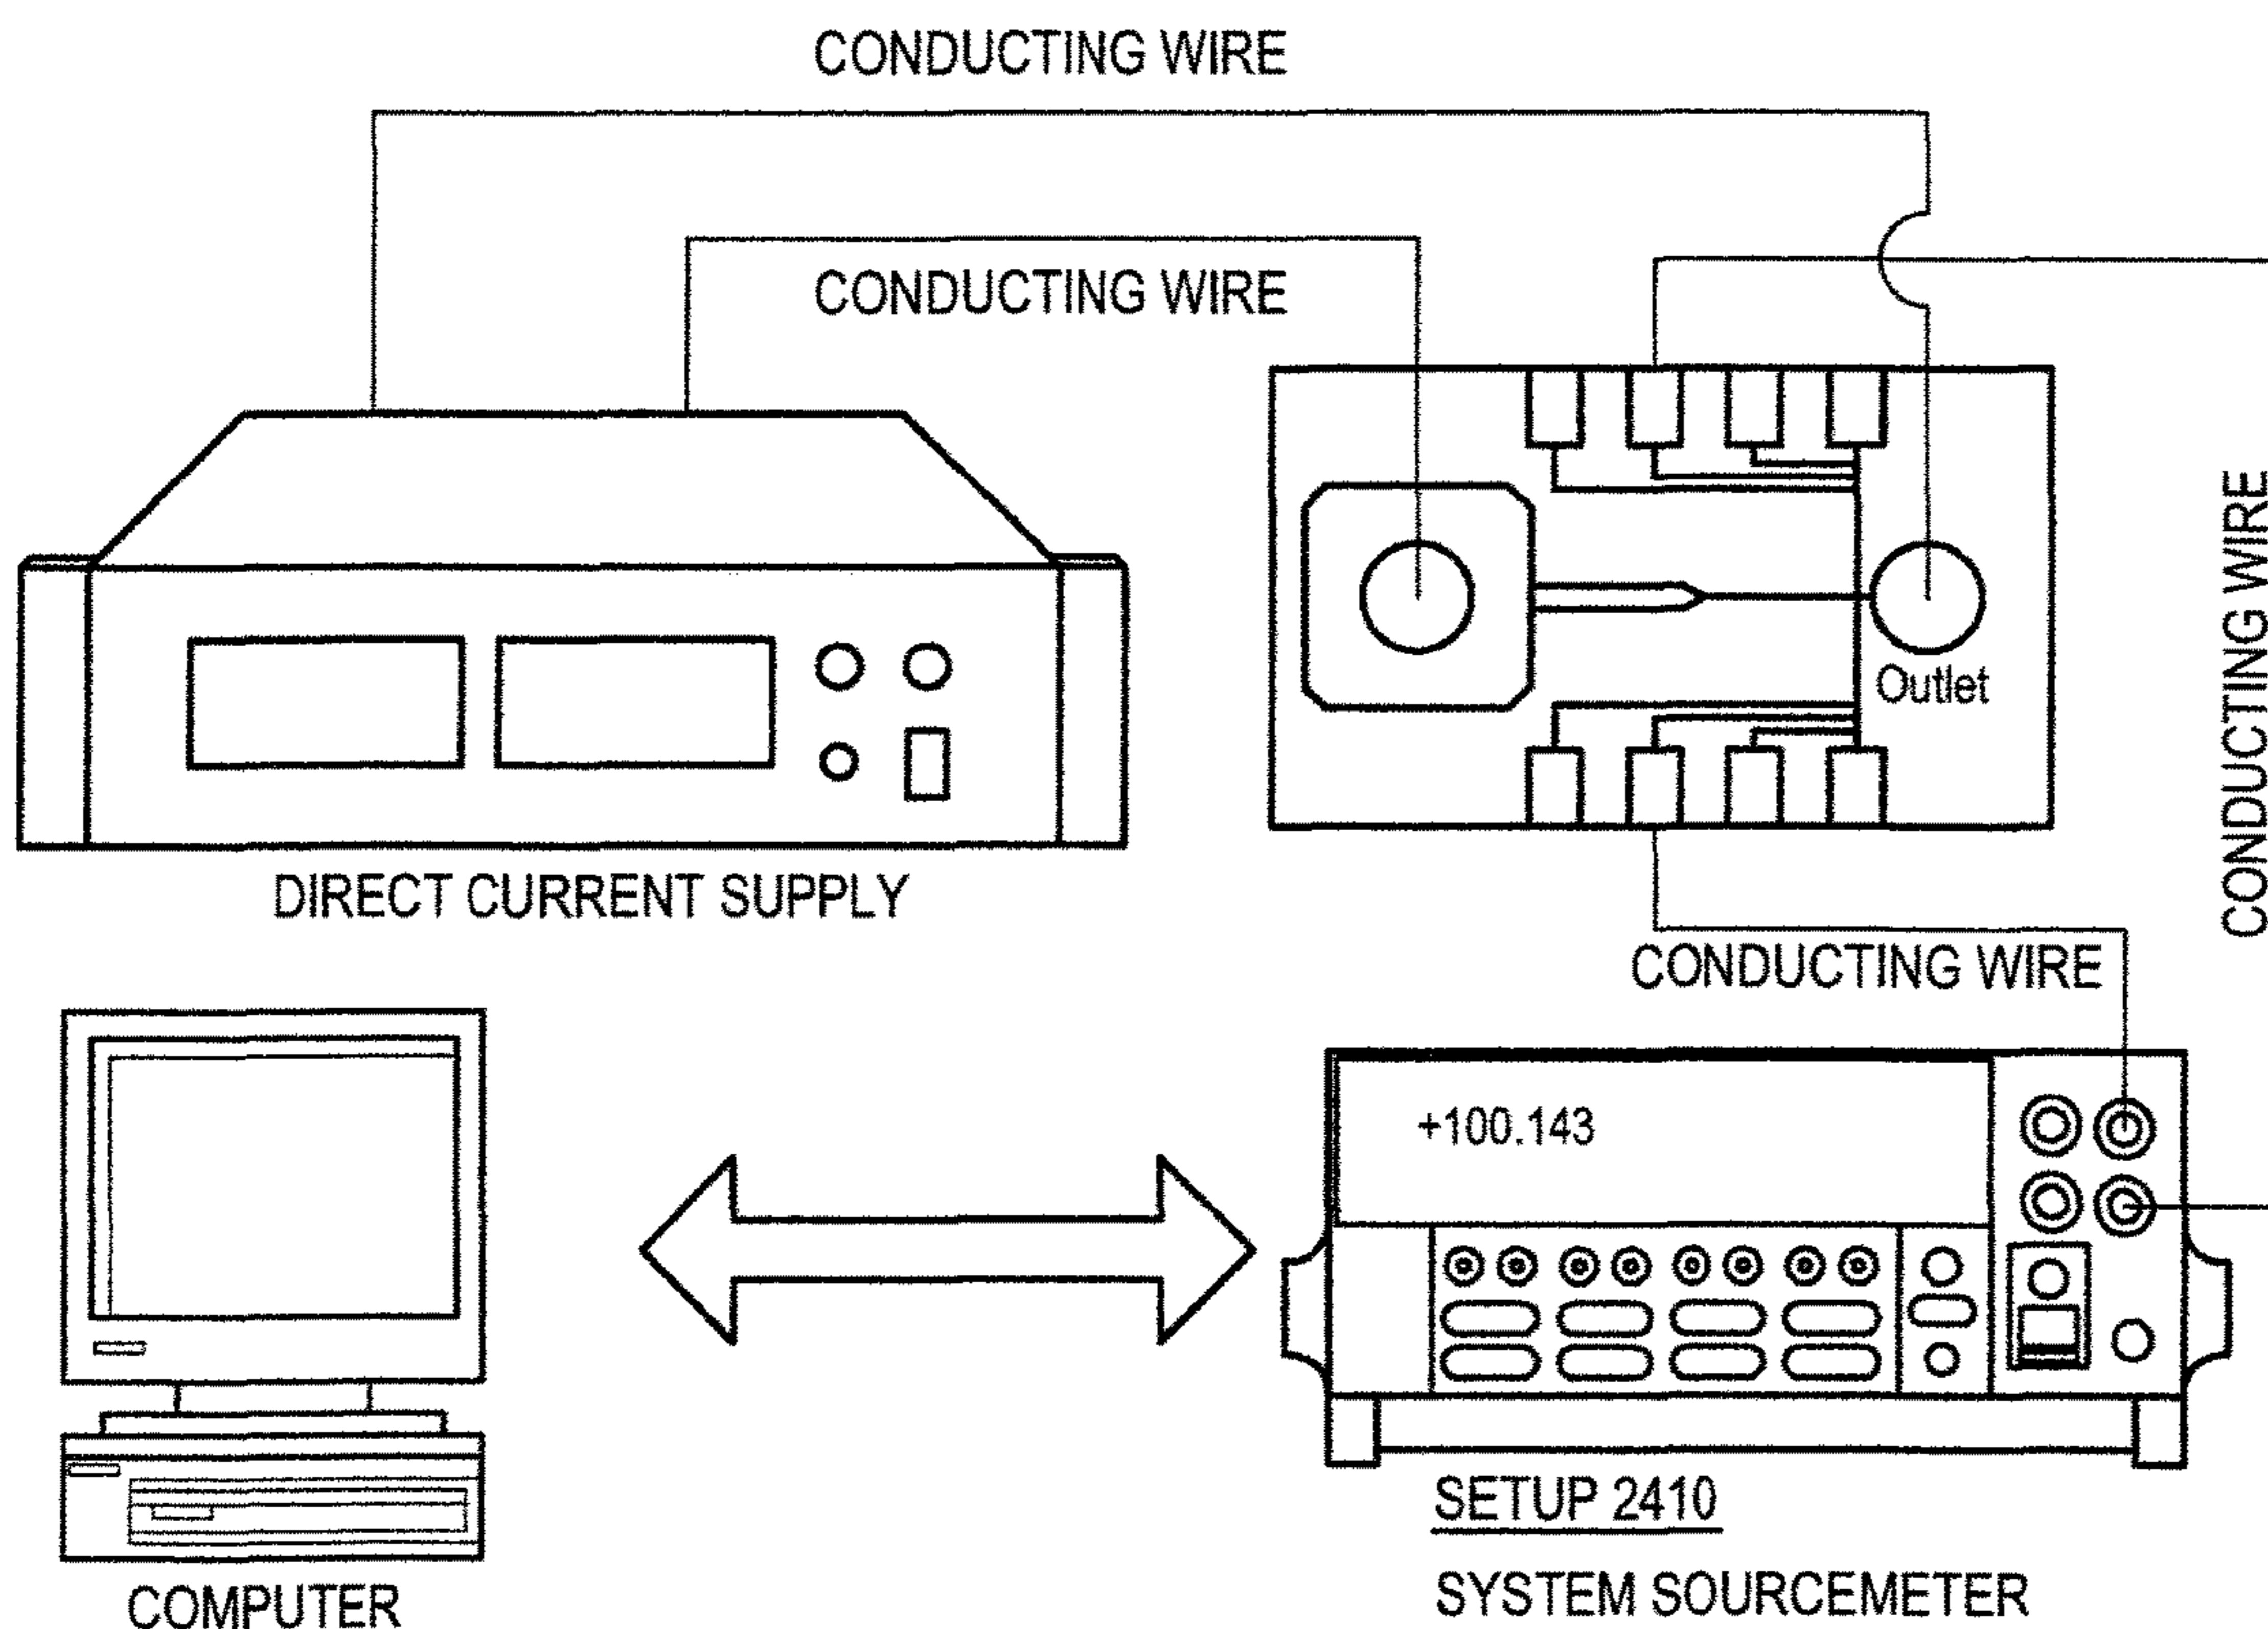 CONDUCTING WIRE
CONDUCTING WIRE
CONDUCTING WIRE
Outlet
DIRECT CURRENT SUPPLY
CONDUCTING WIRE
+100.143
SETUP 2410
SYSTEM SOURCEMETER
COMPUTER